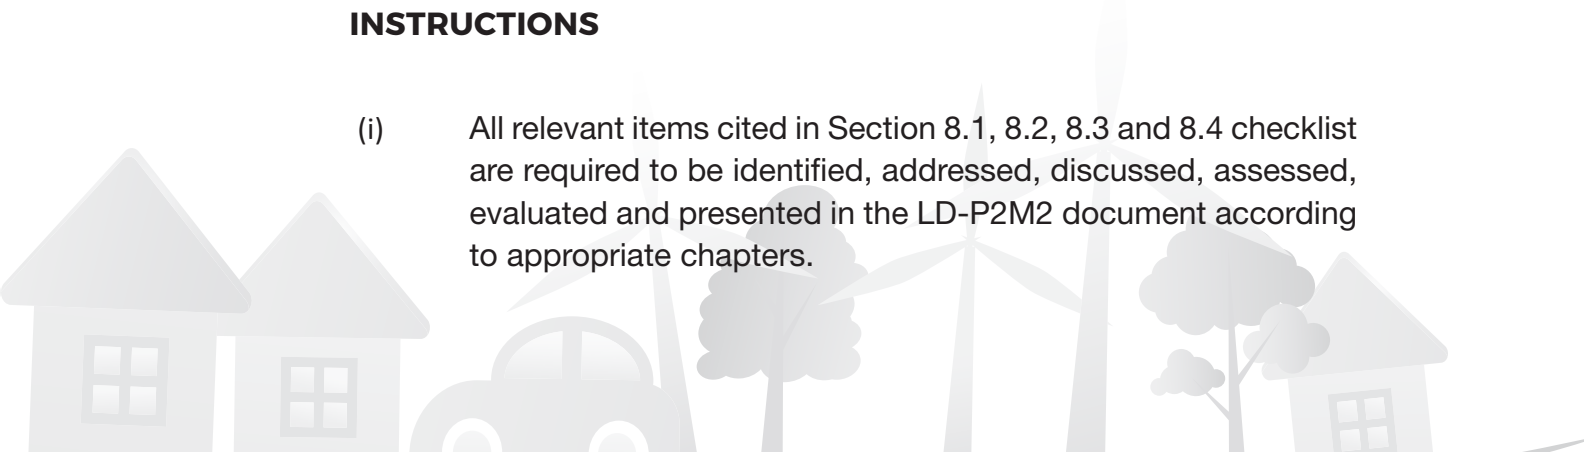 INSTRUCTIONS
(i) All relevant items cited in Section 8.1, 8.2, 8.3 and 8.4 checklist
are required to be identified, addressed, discussed, assessed,
evaluated and presented in the LD-P2M2 document according
to appropriate chapters.